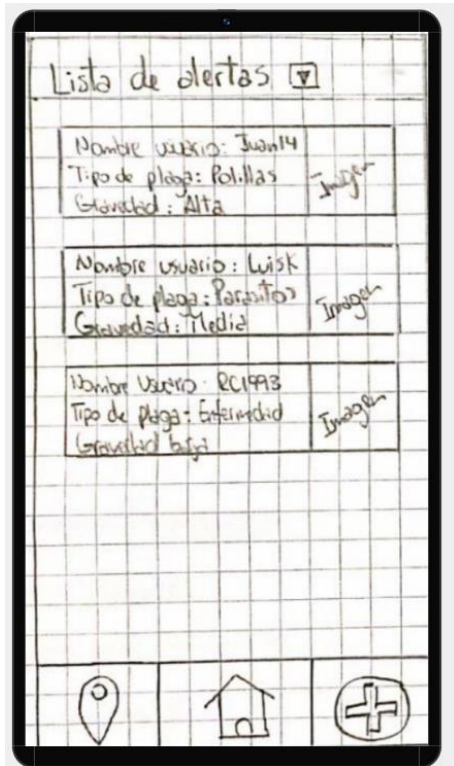 Lista de alertas
Nombre usuario: Juan14
Tipo de plaga: Polillas
Gravedad: Alta
Imagen
Nombre usuario: Luisk
Tipo de plaga: Parasitos
Gravedad: Media
Imagen
Nombre Usuario: RC1993
Tipo de plaga: Enfermedad
Gravedad baja
Imagen